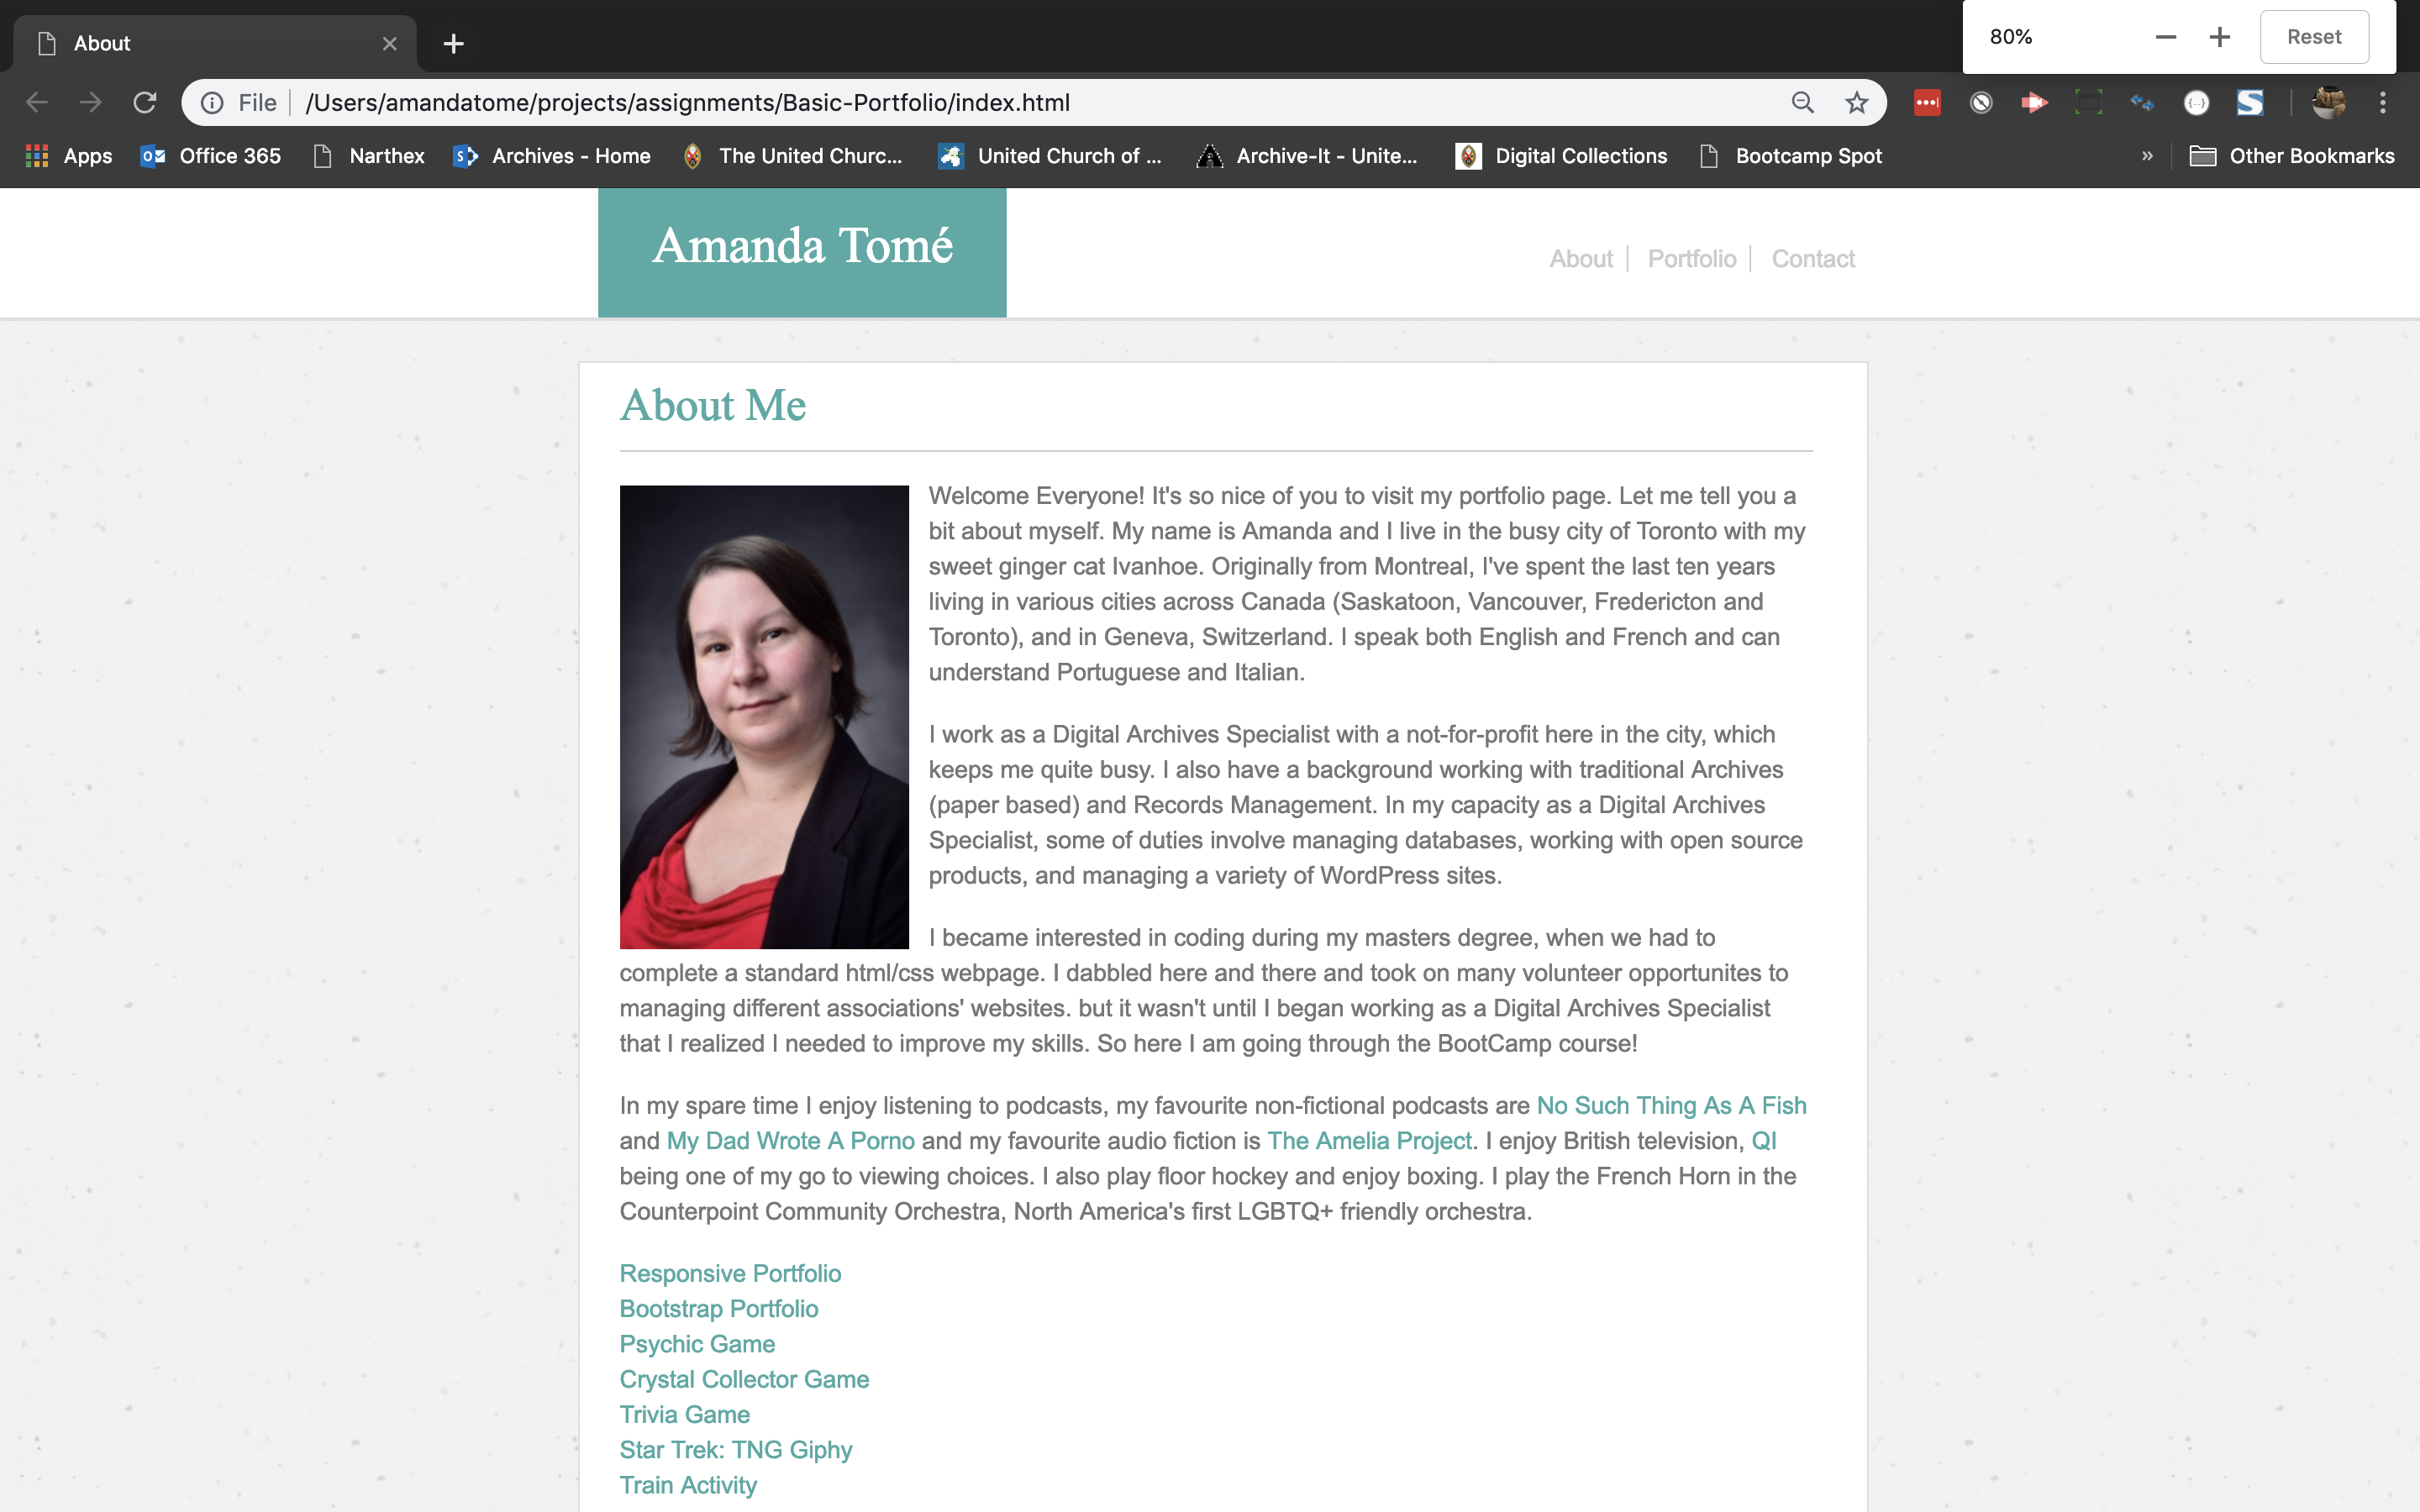 About
80%
Reset
File
/Users/amandatome/projects/assignments/Basic-Portfolio/index.html
Apps
Office 365
Narthex
Archives - Home
The United Churc...
United Church of ...
Archive-It - Unite...
Digital Collections
Bootcamp Spot
»
Other Bookmarks
Amanda Tomé
About
Portfolio
Contact
About Me
Welcome Everyone! It's so nice of you to visit my portfolio page. Let me tell you a
bit about myself. My name is Amanda and I live in the busy city of Toronto with my
sweet ginger cat Ivanhoe. Originally from Montreal, I've spent the last ten years
living in various cities across Canada (Saskatoon, Vancouver, Fredericton and
Toronto), and in Geneva, Switzerland. I speak both English and French and can
understand Portuguese and Italian.
I work as a Digital Archives Specialist with a not-for-profit here in the city, which
keeps me quite busy. I also have a background working with traditional Archives
(paper based) and Records Management. In my capacity as a Digital Archives
Specialist, some of duties involve managing databases, working with open source
products, and managing a variety of WordPress sites.
I became interested in coding during my masters degree, when we had to
complete a standard html/css webpage. I dabbled here and there and took on many volunteer opportunites to
managing different associations' websites. but it wasn't until I began working as a Digital Archives Specialist
that I realized I needed to improve my skills. So here I am going through the BootCamp course!
In my spare time I enjoy listening to podcasts, my favourite non-fictional podcasts are No Such Thing As A Fish
and My Dad Wrote A Porno and my favourite audio fiction is The Amelia Project. I enjoy British television, QI
being one of my go to viewing choices. I also play floor hockey and enjoy boxing. I play the French Horn in the
Counterpoint Community Orchestra, North America's first LGBTQ+ friendly orchestra.
Responsive Portfolio
Bootstrap Portfolio
Psychic Game
Crystal Collector Game
Trivia Game
Star Trek: TNG Giphy
Train Activity